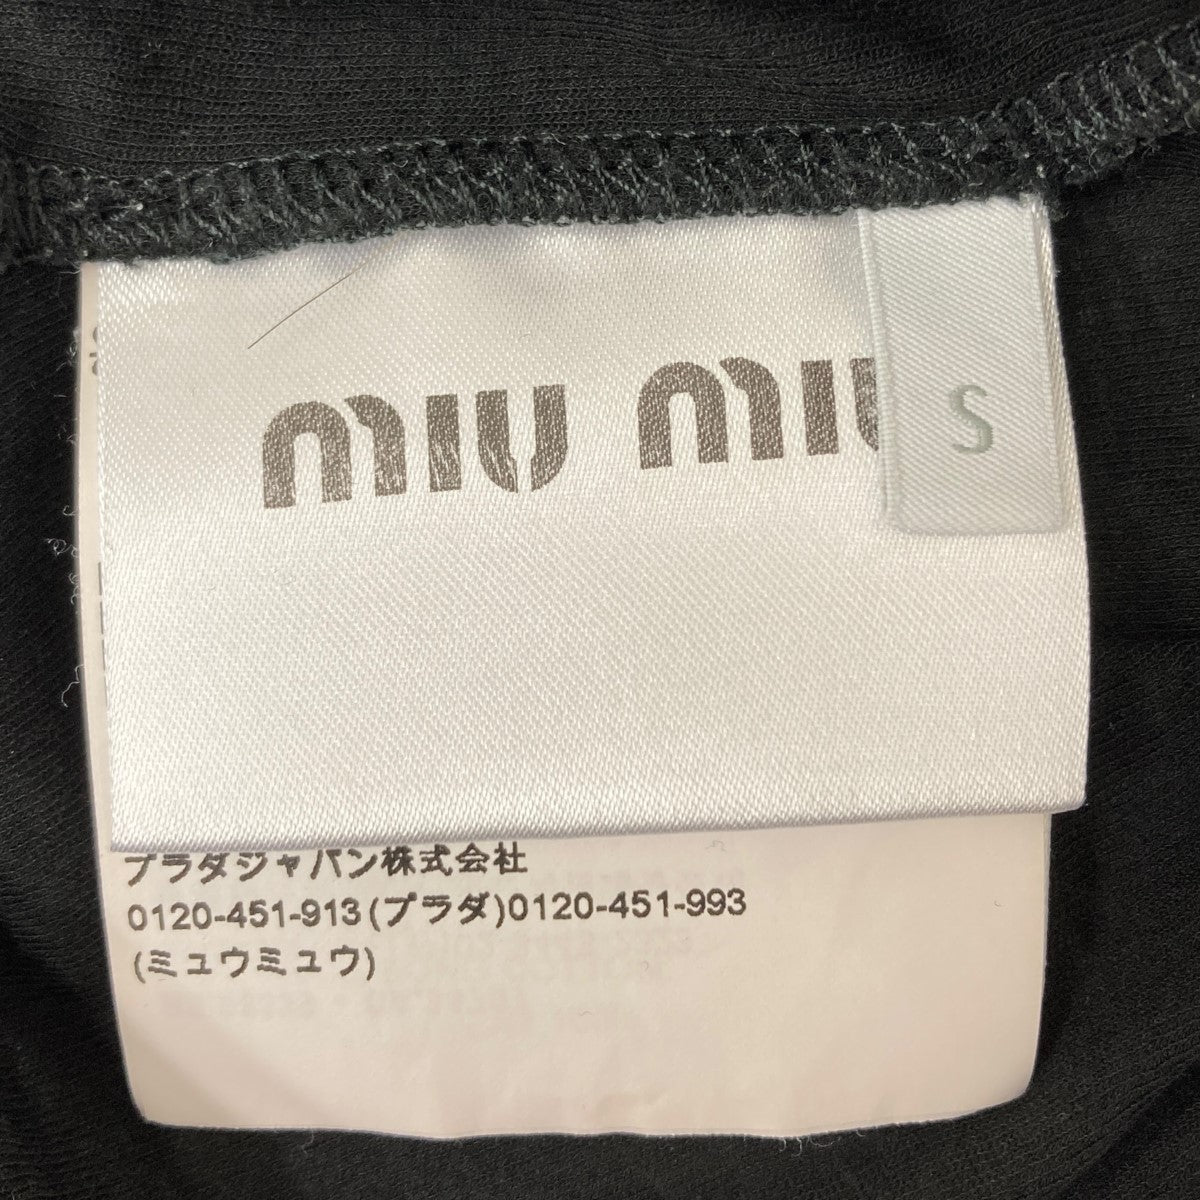 miu miu
S
プラダジャパン株式会社
0120-451-913(プラダ)0120-451-993
(ミュウミュウ)